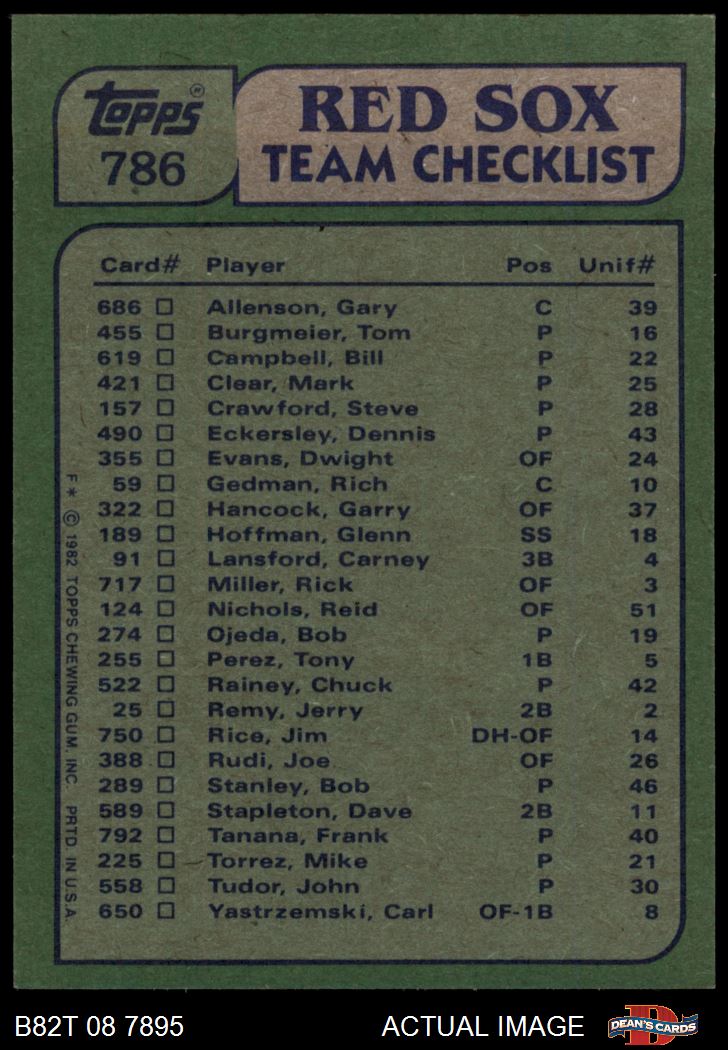 Topps ®
786
RED SOX
TEAM CHECKLIST
Card# Player Pos Unif#
686 ☐ Allenson, Gary C 39
455 ☐ Burgmeier, Tom P 16
619 ☐ Campbell, Bill P 22
421 ☐ Clear, Mark P 25
157 ☐ Crawford, Steve P 28
490 ☐ Eckersley, Dennis P 43
355 ☐ Evans, Dwight OF 24
59 ☐ Gedman, Rich C 10
322 ☐ Hancock, Garry OF 37
189 ☐ Hoffman, Glenn SS 18
91 ☐ Lansford, Carney 3B 4
717 ☐ Miller, Rick OF 3
124 ☐ Nichols, Reid OF 51
274 ☐ Ojeda, Bob P 19
255 ☐ Perez, Tony 1B 5
522 ☐ Rainey, Chuck P 42
25 ☐ Remy, Jerry 2B 2
750 ☐ Rice, Jim DH-OF 14
388 ☐ Rudi, Joe OF 26
289 ☐ Stanley, Bob P 46
589 ☐ Stapleton, Dave 2B 11
792 ☐ Tanana, Frank P 40
225 ☐ Torrez, Mike P 21
558 ☐ Tudor, John P 30
650 ☐ Yastrzemski, Carl OF-1B 8
F* © 1982 TOPPS CHEWING GUM, INC. PRTD. IN U.S.A.
B82T 08 7895 ACTUAL IMAGE
D
DEAN'S CARDS